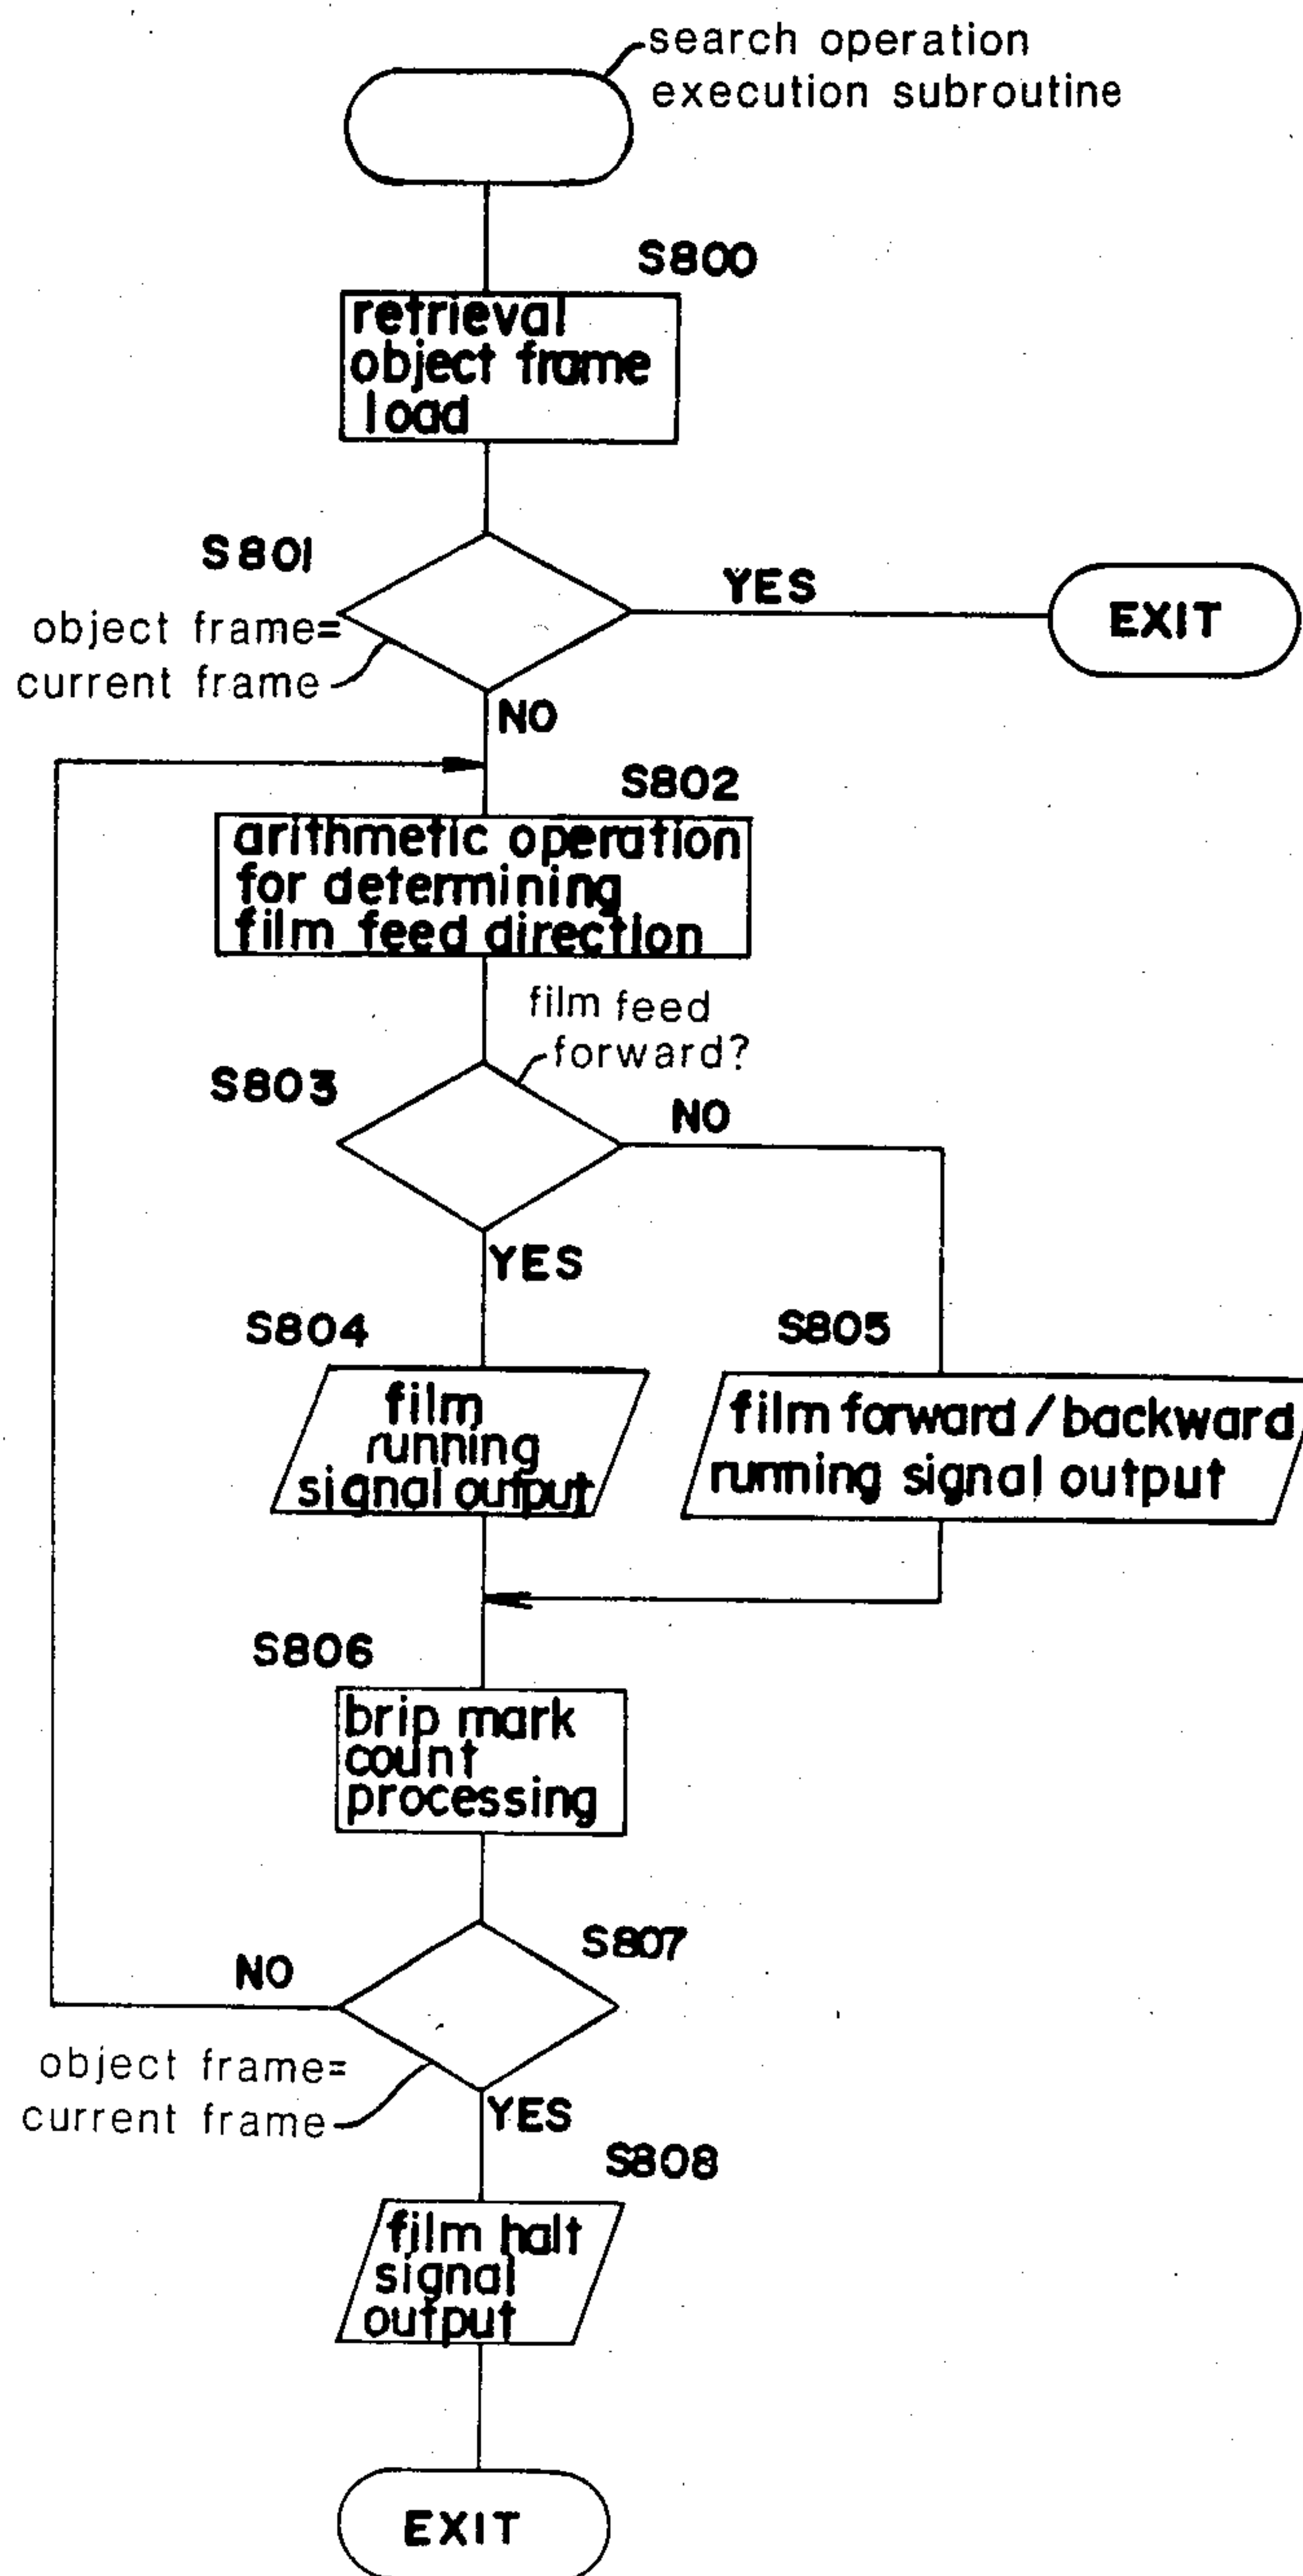 search operation
execution subroutine
S800
retrieval
object frame
load
S801
object frame=
current frame
YES
EXIT
NO
S802
arithmetic operation
for determining
film feed direction
film feed
forward?
S803
NO
YES
S804
film
running
signal output
S805
film forward/backward
running signal output
S806
brip mark
count
processing
S807
NO
object frame=
current frame
YES
S808
film halt
signal
output
EXIT